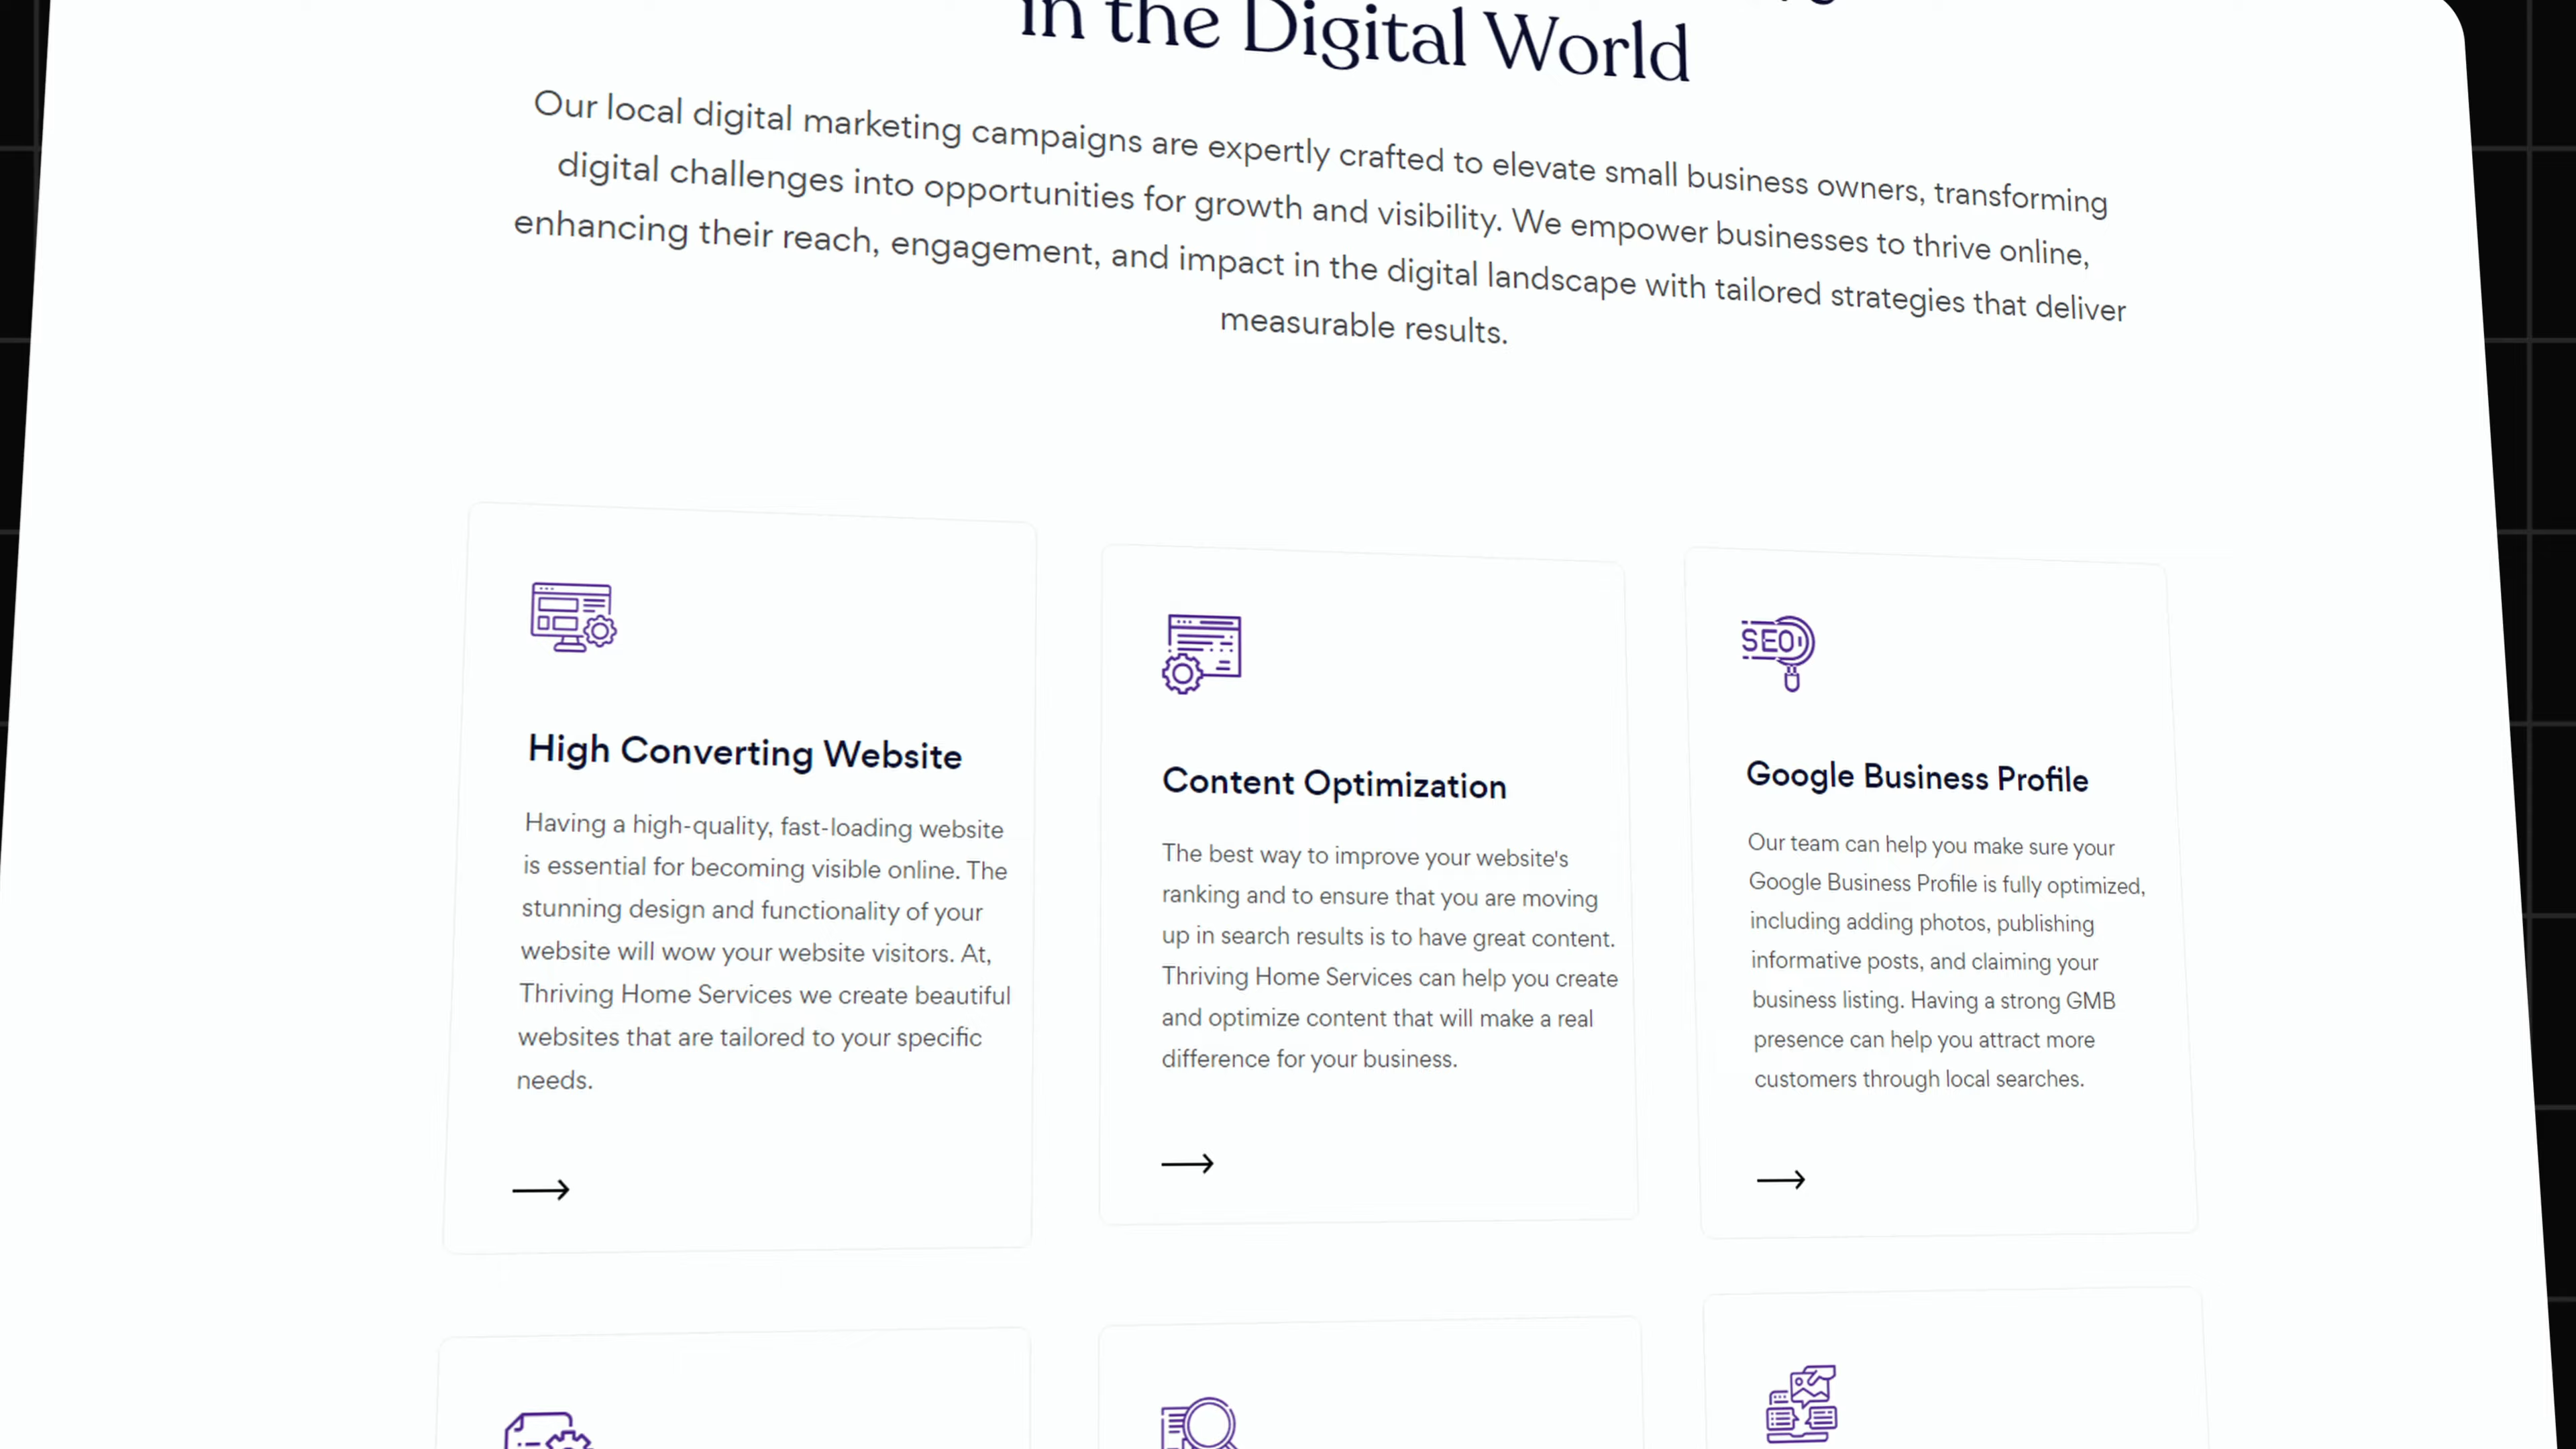 in the Digital World
Our local digital marketing campaigns are expertly crafted to elevate small business owners, transforming
digital challenges into opportunities for growth and visibility. We empower businesses to thrive online,
enhancing their reach, engagement, and impact in the digital landscape with tailored strategies that deliver
measurable results.
High Converting Website
Having a high-quality, fast-loading website
is essential for becoming visible online. The
stunning design and functionality of your
website will wow your website visitors. At,
Thriving Home Services we create beautiful
websites that are tailored to your specific
needs.
Content Optimization
The best way to improve your website's
ranking and to ensure that you are moving
up in search results is to have great content.
Thriving Home Services can help you create
and optimize content that will make a real
difference for your business.
SEO
Google Business Profile
Our team can help you make sure your
Google Business Profile is fully optimized,
including adding photos, publishing
informative posts, and claiming your
business listing. Having a strong GMB
presence can help you attract more
customers through local searches.